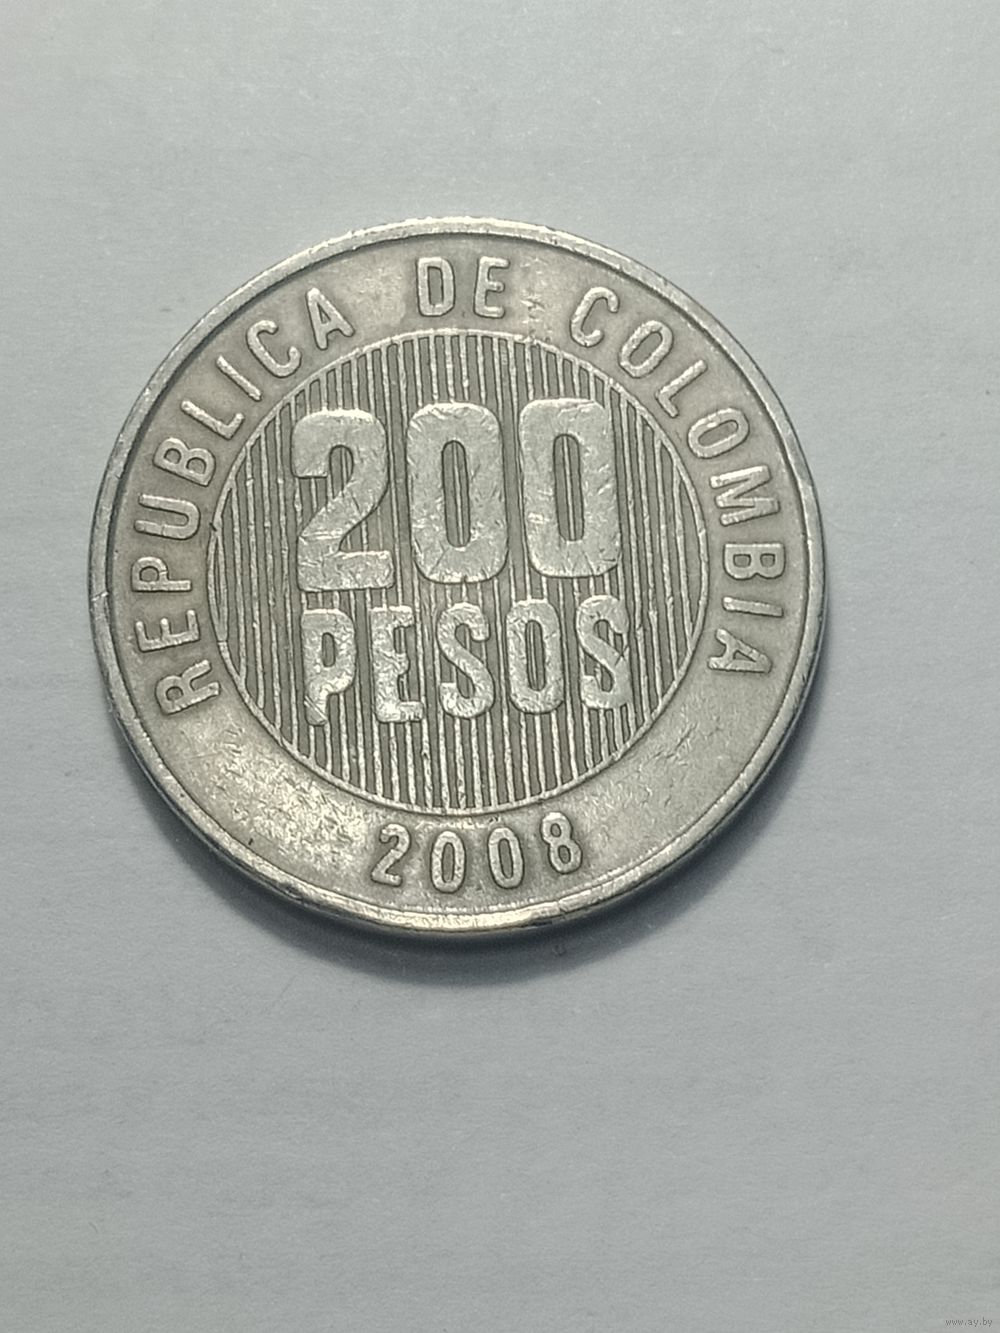 REPUBLICA DE COLOMBIA
200
PESOS
2008
www.ay.by